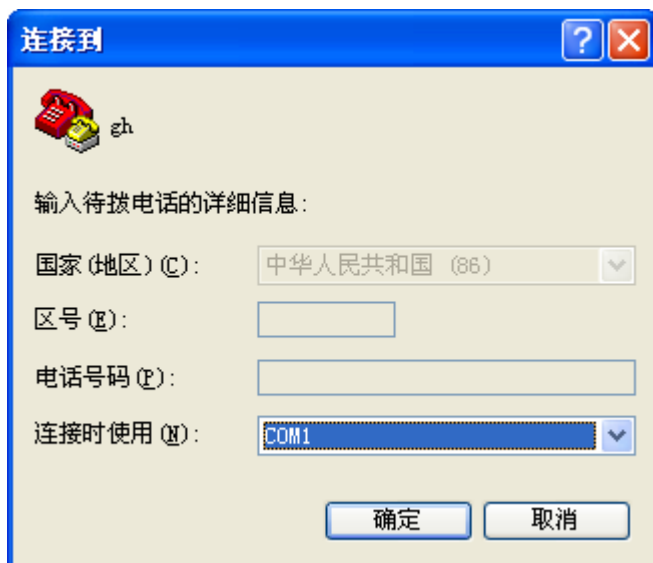 连接到
gh
输入待拨电话的详细信息:
国家(地区)(C): 中华人民共和国 (86)
区号(E):
电话号码(P):
连接时使用(N): COM1
确定 取消